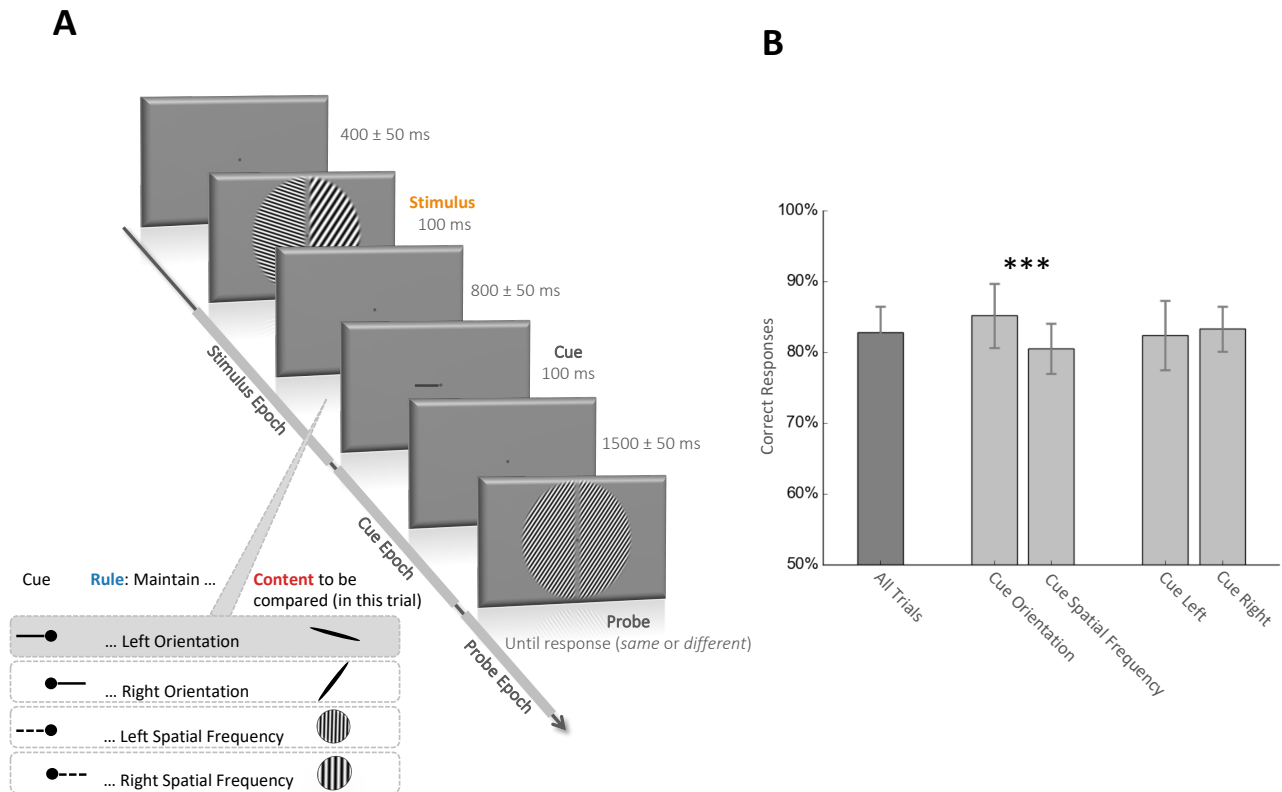 A
400 ± 50 ms
Stimulus
100 ms
800 ± 50 ms
Cue
100 ms
1500 ± 50 ms
Probe
Until response (same or different)
Stimulus Epoch
Cue Epoch
Probe Epoch
Cue Rule: Maintain ... Content to be
compared (in this trial)
... Left Orientation
... Right Orientation
... Left Spatial Frequency
... Right Spatial Frequency
B
Correct Responses
100%
90%
80%
70%
60%
50%
***
All Trials
Cue Orientation
Cue Spatial Frequency
Cue Left
Cue Right